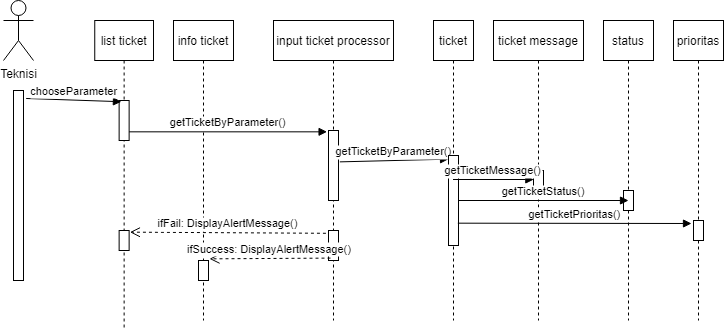 list ticket
info ticket
input ticket processor
ticket
ticket message
status
prioritas
Teknisi
chooseParameter
getTicketByParameter()
getTicketByParameter()
getTicketMessage()
getTicketStatus()
getTicketPrioritas()
ifFail: DisplayAlertMessage()
ifSuccess: DisplayAlertMessage()